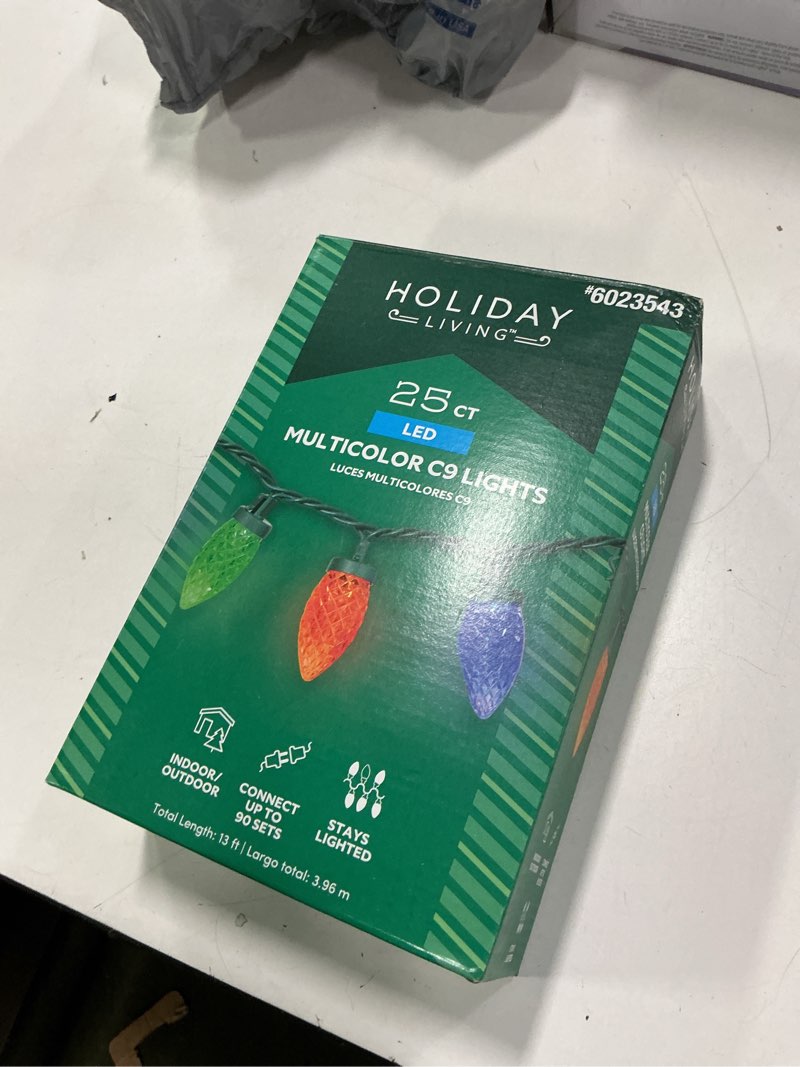 HOLIDAY
LIVING™
#6023543
25 CT
LED
MULTICOLOR C9 LIGHTS
LUCES MULTICOLORES C9
INDOOR/
OUTDOOR
CONNECT
UP TO
90 SETS
STAYS
LIGHTED
Total Length: 13 ft | Largo total: 3.96 m
USA